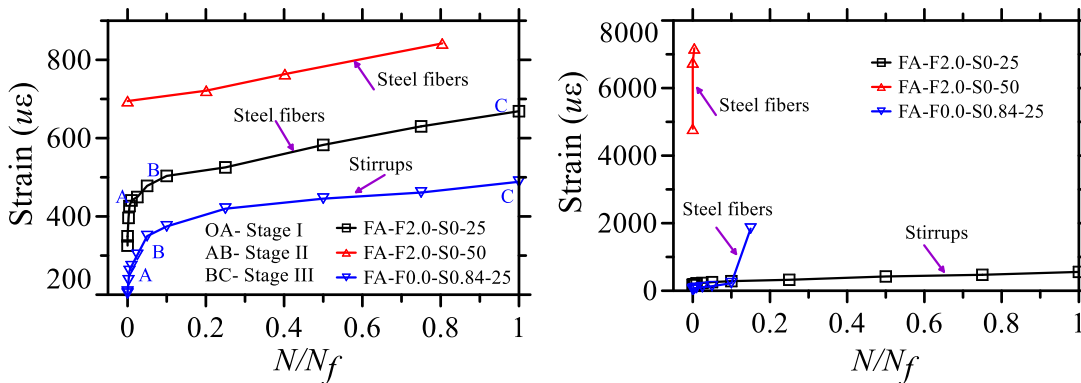 Strain (uε)
800
600
400
200
Steel fibers
Steel fibers
Stirrups
C
B
A
C
B
A
OA- Stage I
AB- Stage II
BC- Stage III
FA-F2.0-S0-25
FA-F2.0-S0-50
FA-F0.0-S0.84-25
0 0.2 0.4 0.6 0.8 1
N/Nf
Strain (uε)
8000
6000
4000
2000
0
FA-F2.0-S0-25
FA-F2.0-S0-50
FA-F0.0-S0.84-25
Steel fibers
Steel fibers
Stirrups
0 0.2 0.4 0.6 0.8 1
N/Nf